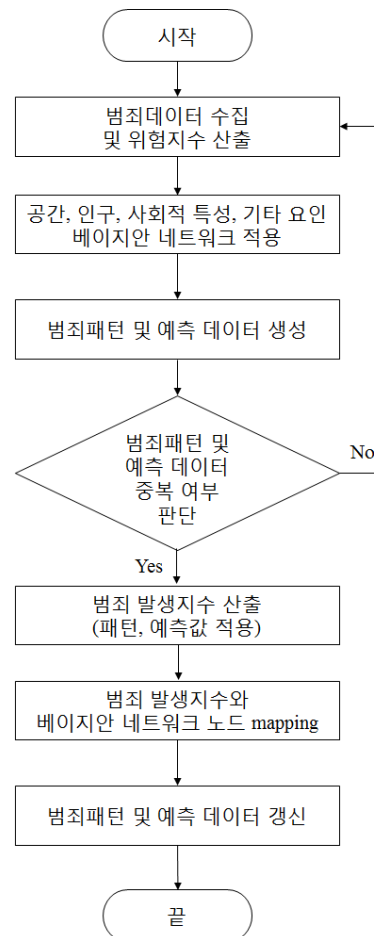 시작
범죄데이터 수집
및 위험지수 산출
공간, 인구, 사회적 특성, 기타 요인
베이지안 네트워크 적용
범죄패턴 및 예측 데이터 생성
범죄패턴 및
예측 데이터
중복 여부
판단
No
Yes
범죄 발생지수 산출
(패턴, 예측값 적용)
범죄 발생지수와
베이지안 네트워크 노드 mapping
범죄패턴 및 예측 데이터 갱신
끝